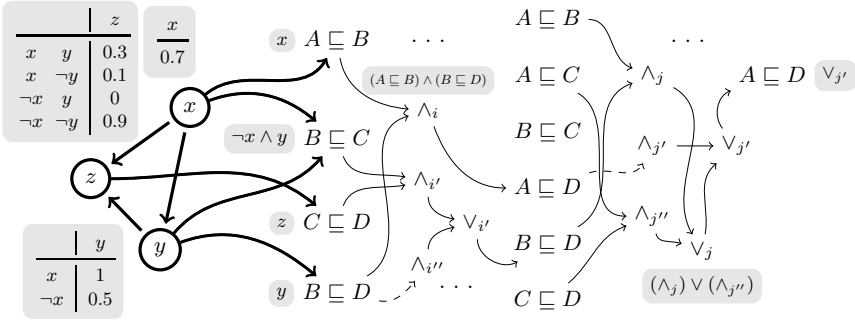 z
x y 0.3
x ¬y 0.1
¬x y 0
¬x ¬y 0.9
x
0.7
x
z
y
y
x 1
¬x 0.5
x A ⊑ B
¬x ∧ y B ⊑ C
z C ⊑ D
y B ⊑ D
· · ·
(A ⊑ B) ∧ (B ⊑ D)
∧i
∧i′
∨i′
∧i′′
· · ·
A ⊑ B
A ⊑ C
B ⊑ C
A ⊑ D
B ⊑ D
C ⊑ D
· · ·
∧j
∧j′
∧j′′
∨j′
∨j
(∧j) ∨ (∧j′′)
A ⊑ D ∨j′